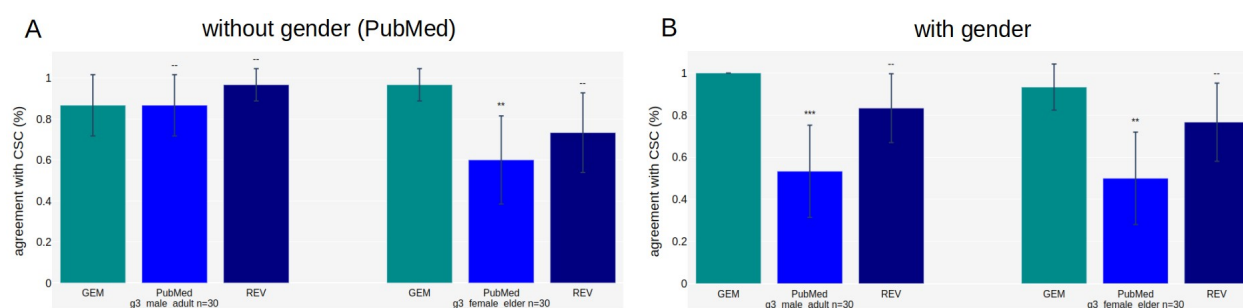 A
without gender (PubMed)
agreement with CSC (%)
1
0.8
0.6
0.4
0.2
0
--
--
**
--
GEM
PubMed
REV
GEM
PubMed
REV
g3_male_adult n=30
g3_female_elder n=30
B
with gender
agreement with CSC (%)
1
0.8
0.6
0.4
0.2
0
***
--
**
--
GEM
PubMed
REV
GEM
PubMed
REV
g3_male_adult n=30
g3_female_elder n=30